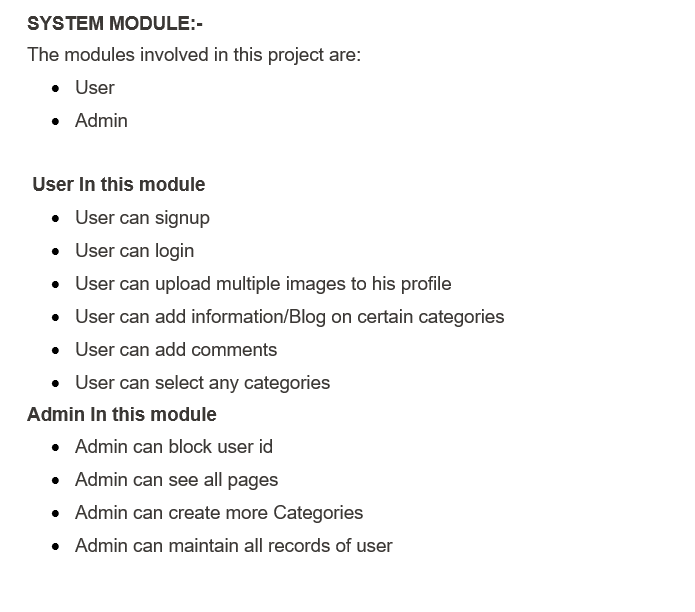 SYSTEM MODULE:-
The modules involved in this project are:
• User
• Admin
User In this module
• User can signup
• User can login
• User can upload multiple images to his profile
• User can add information/Blog on certain categories
• User can add comments
• User can select any categories
Admin In this module
• Admin can block user id
• Admin can see all pages
• Admin can create more Categories
• Admin can maintain all records of user